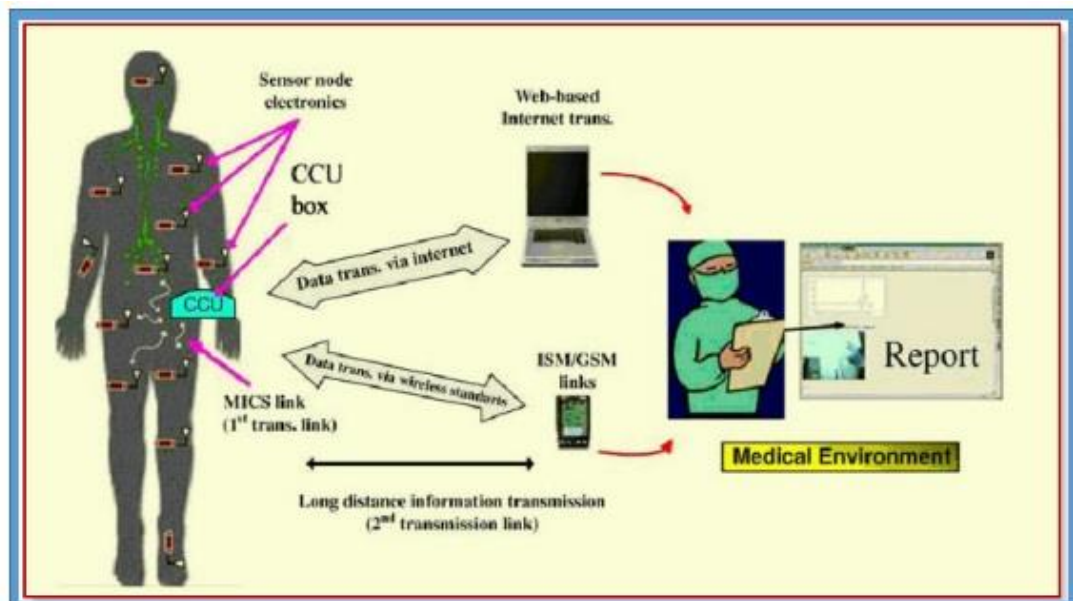 Sensor node
electronics
CCU
box
Web-based
Internet trans.
Data trans. via internet
CCU
Data trans. via wireless standarts
ISM/GSM
links
MICS link
(1st trans. link)
Report
Medical Environment
Long distance information transmission
(2nd transmission link)